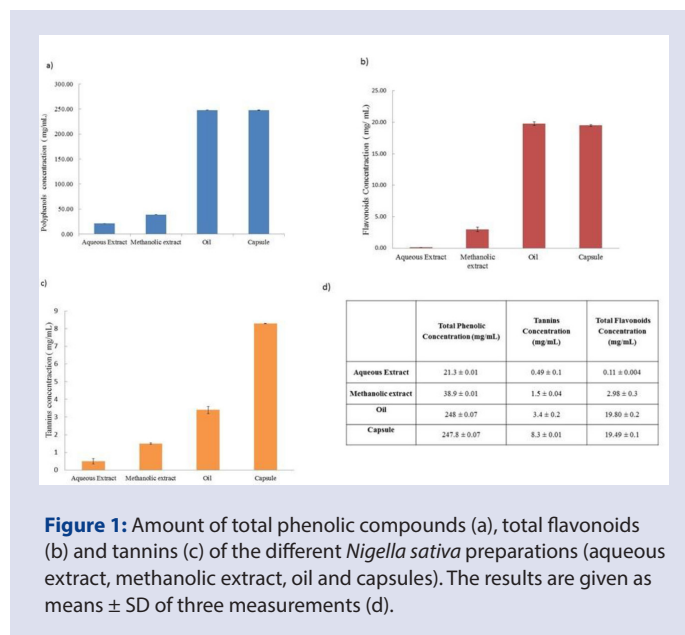 a)
300.00
250.00
200.00
150.00
100.00
50.00
0.00
Polyphenols concentraction ( mg/mL)
Aqueous Extract Methanolic extract Oil Capsule
b)
25.00
20.00
15.00
10.00
5.00
0.00
Flavonoids Concentration ( mg/ mL)
Aqueous Extract Methanolic extract Oil Capsule
c)
9
8
7
6
5
4
3
2
1
0
Tannins concentraction ( mg/mL)
Aqueous Extract Methanolic extract Oil Capsule
d)
Total Phenolic Concentration (mg/mL) Tannins Concentration (mg/mL) Total Flavonoids Concentration (mg/mL)
Aqueous Extract 21.3 ± 0.01 0.49 ± 0.1 0.11 ± 0.004
Methanolic extract 38.9 ± 0.01 1.5 ± 0.04 2.98 ± 0.3
Oil 248 ± 0.07 3.4 ± 0.2 19.80 ± 0.2
Capsule 247.8 ± 0.07 8.3 ± 0.01 19.49 ± 0.1
Figure 1: Amount of total phenolic compounds (a), total flavonoids
(b) and tannins (c) of the different Nigella sativa preparations (aqueous
extract, methanolic extract, oil and capsules). The results are given as
means ± SD of three measurements (d).